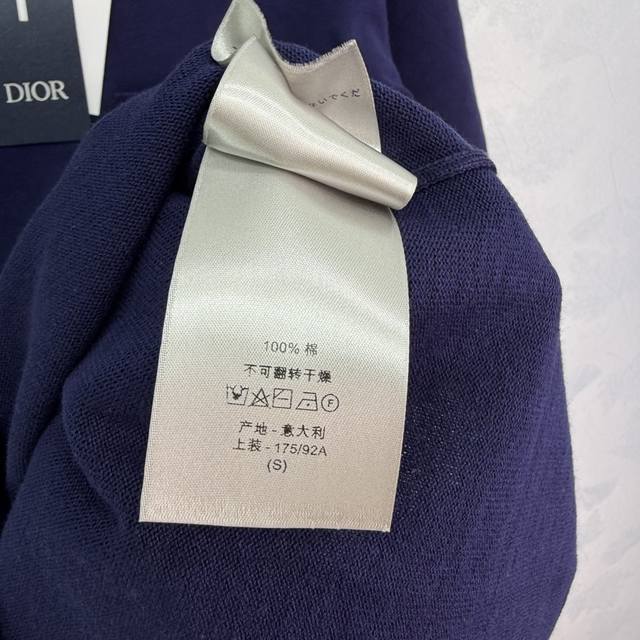 DIOR
100% 棉
不可翻转干燥
F
产地 - 意大利
上装 - 175/92A
(S)